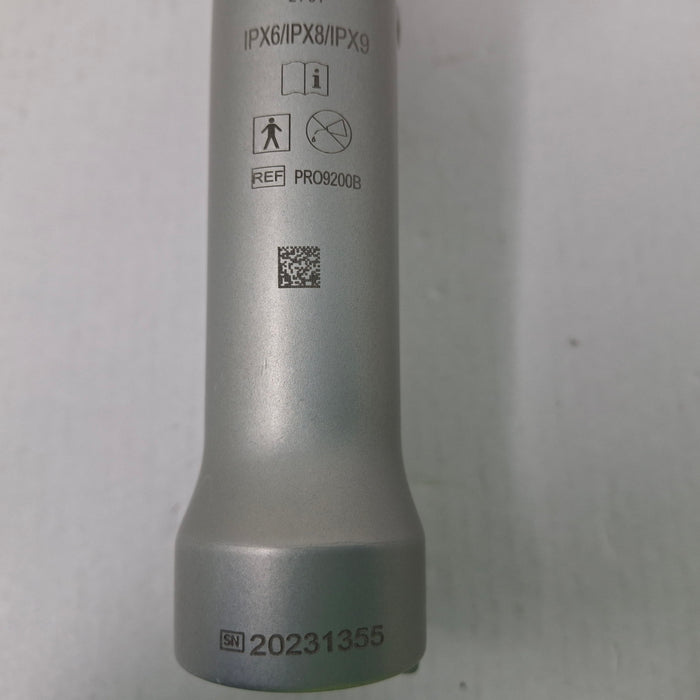 IPX6/IPX8/IPX9
i
REF PRO9200B
SN 20231355